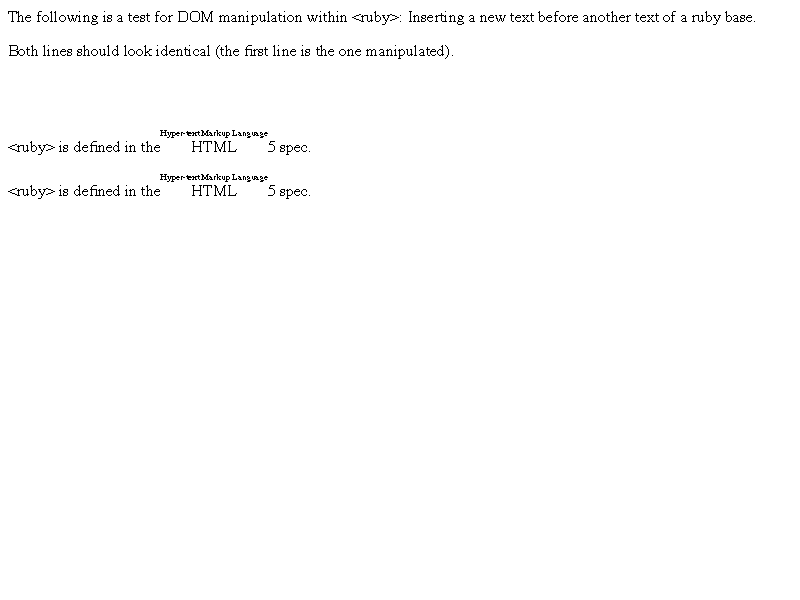 The following is a test for DOM manipulation within <ruby>: Inserting a new text before another text of a ruby base.
Both lines should look identical (the first line is the one manipulated).
Hyper-text Markup Language
<ruby> is defined in the HTML 5 spec.
Hyper-text Markup Language
<ruby> is defined in the HTML 5 spec.